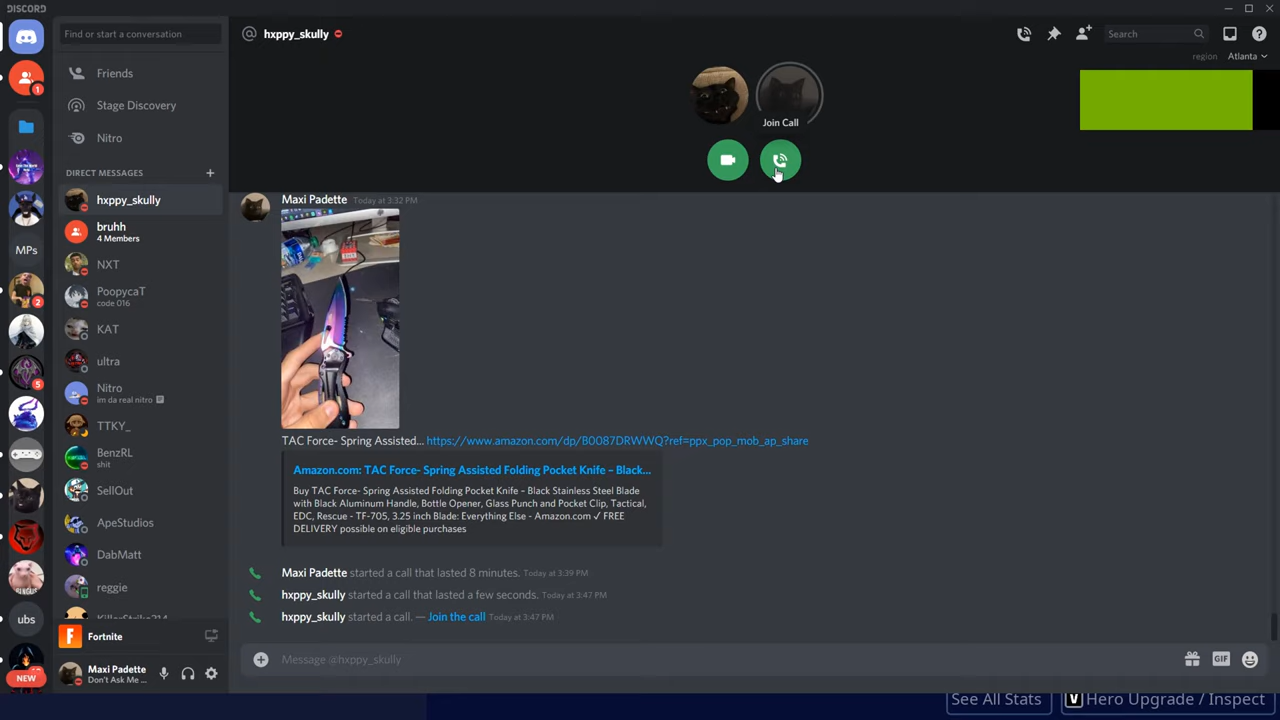 DISCORD
Find or start a conversation
@ hxppy_skully
Search
region Atlanta
1
Friends
Stage Discovery
Nitro
DIRECT MESSAGES +
hxppy_skully
bruhh
4 Members
MPs
NXT
PoopycaT
code 016
2
KAT
ultra
5
Nitro
im da real nitro
TTKY_
BenzRL
shit
SellOut
ApeStudios
DabMatt
reggie
ubs
Fortnite
Maxi Padette
Don't Ask Me ...
NEW
Join Call
Maxi Padette Today at 3:32 PM
TAC Force- Spring Assisted... https://www.amazon.com/dp/B0087DRWWQ?ref=ppx_pop_mob_ap_share
Amazon.com: TAC Force- Spring Assisted Folding Pocket Knife – Black...
Buy TAC Force- Spring Assisted Folding Pocket Knife – Black Stainless Steel Blade
with Black Aluminum Handle, Bottle Opener, Glass Punch and Pocket Clip, Tactical,
EDC, Rescue - TF-705, 3.25 inch Blade: Everything Else - Amazon.com ✓ FREE
DELIVERY possible on eligible purchases
Maxi Padette started a call that lasted 8 minutes. Today at 3:39 PM
hxppy_skully started a call that lasted a few seconds. Today at 3:47 PM
hxppy_skully started a call. — Join the call Today at 3:47 PM
Message @hxppy_skully
GIF
See All Stats
V Hero Upgrade / Inspect